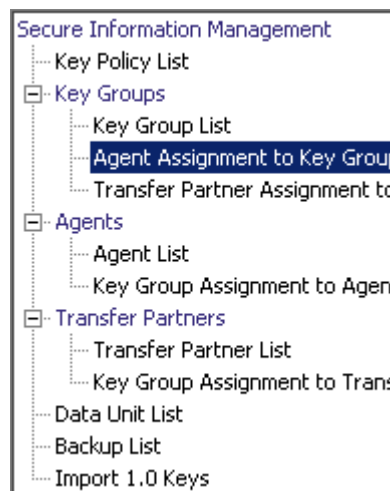 Secure Information Management
Key Policy List
Key Groups
Key Group List
Agent Assignment to Key Group
Transfer Partner Assignment to
Agents
Agent List
Key Group Assignment to Agen
Transfer Partners
Transfer Partner List
Key Group Assignment to Trans
Data Unit List
Backup List
Import 1.0 Keys